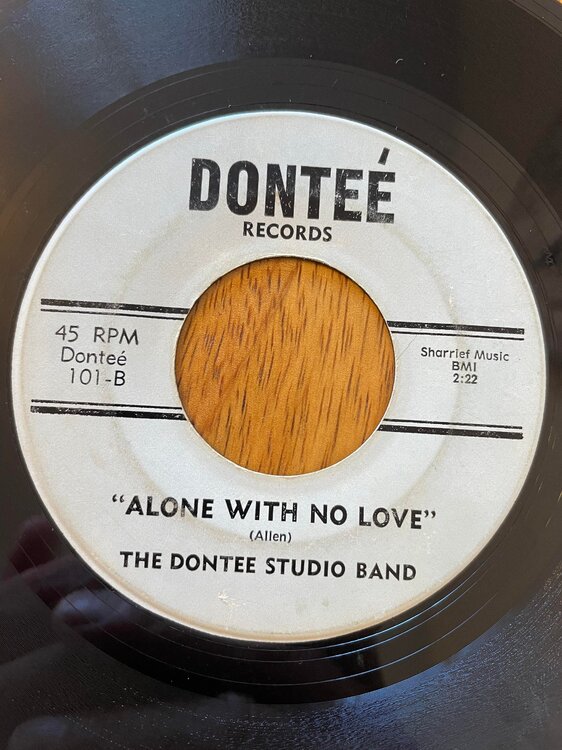 DONTEÉ
RECORDS
45 RPM
Donteé
101-B
Sharrief Music
BMI
2:22
"ALONE WITH NO LOVE"
(Allen)
THE DONTEE STUDIO BAND